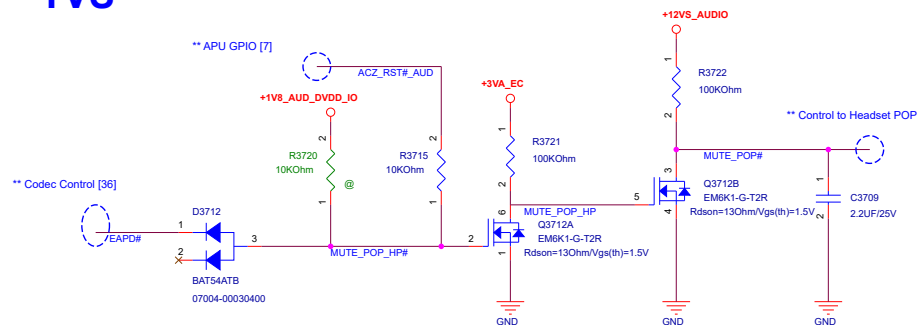 +12VS_AUDIO
** APU GPIO [7]
ACZ_RST#_AUD
1
R3722
100KOhm
2
+1V8_AUD_DVDD_IO
+3VA_EC
** Control to Headset POP
2
R3720
10KOhm
@
1
2
R3715
10KOhm
1
1
R3721
100KOhm
2
MUTE_POP#
** Codec Control [36]
D3712
1
EAPD#
2
3
BAT54ATB
07004-00030400
MUTE_POP_HP#
MUTE_POP_HP
2
6
1
Q3712A
EM6K1-G-T2R
Rdson=13Ohm/Vgs(th)=1.5V
5
3
4
Q3712B
EM6K1-G-T2R
Rdson=13Ohm/Vgs(th)=1.5V
1
2
C3709
2.2UF/25V
GND
GND
GND